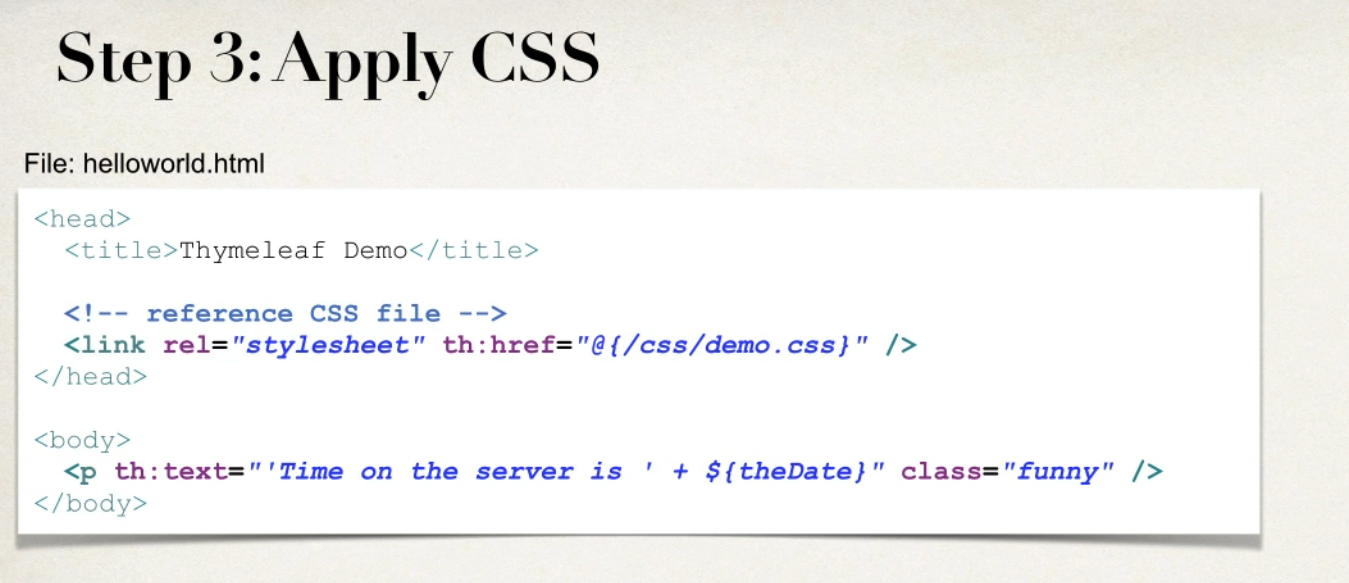 Step 3: Apply CSS
File: helloworld.html
<head>
<title>Thymeleaf Demo</title>
<!-- reference CSS file -->
<link rel="stylesheet" th:href="@{/css/demo.css}" />
</head>
<body>
<p th:text="'Time on the server is ' + ${theDate}" class="funny" />
</body>